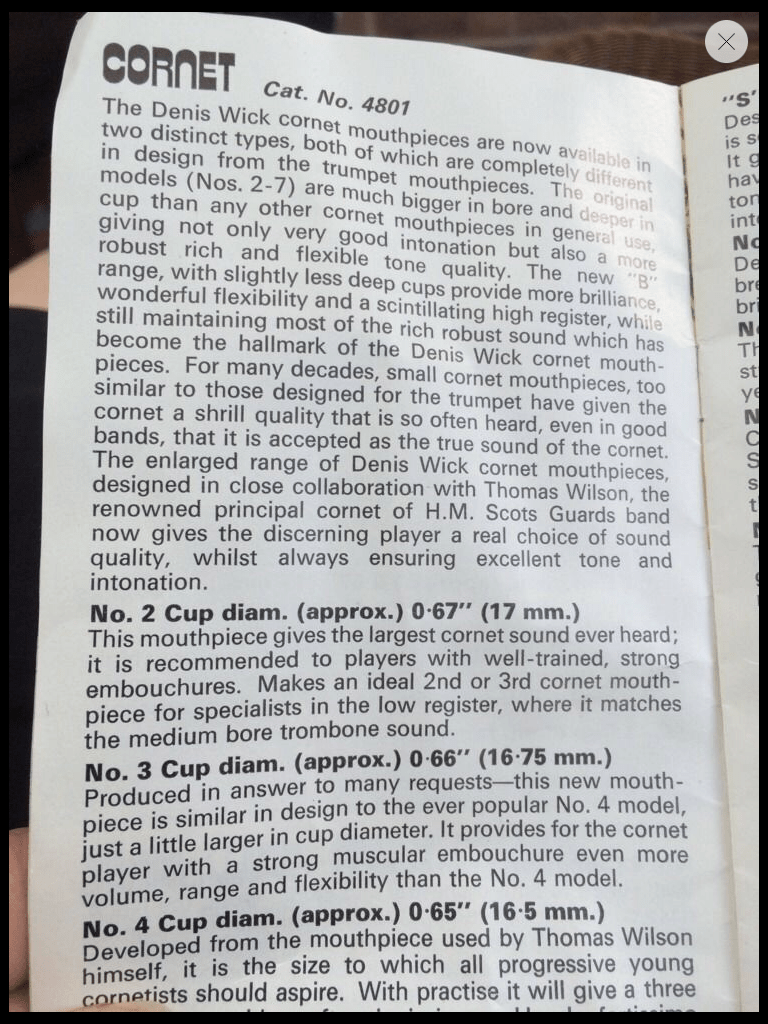 CORNET Cat. No. 4801
The Denis Wick cornet mouthpieces are now available in
two distinct types, both of which are completely different
in design from the trumpet mouthpieces. The original
models (Nos. 2-7) are much bigger in bore and deeper in
cup than any other cornet mouthpieces in general use,
giving not only very good intonation but also a more
robust rich and flexible tone quality. The new "B"
range, with slightly less deep cups provide more brilliance,
wonderful flexibility and a scintillating high register, while
still maintaining most of the rich robust sound which has
become the hallmark of the Denis Wick cornet mouth-
pieces. For many decades, small cornet mouthpieces, too
similar to those designed for the trumpet have given the
cornet a shrill quality that is so often heard, even in good
bands, that it is accepted as the true sound of the cornet.
The enlarged range of Denis Wick cornet mouthpieces,
designed in close collaboration with Thomas Wilson, the
renowned principal cornet of H.M. Scots Guards band
now gives the discerning player a real choice of sound
quality, whilst always ensuring excellent tone and
intonation.
No. 2 Cup diam. (approx.) 0·67″ (17 mm.)
This mouthpiece gives the largest cornet sound ever heard;
it is recommended to players with well-trained, strong
embouchures. Makes an ideal 2nd or 3rd cornet mouth-
piece for specialists in the low register, where it matches
the medium bore trombone sound.
No. 3 Cup diam. (approx.) 0·66″ (16·75 mm.)
Produced in answer to many requests—this new mouth-
piece is similar in design to the ever popular No. 4 model,
just a little larger in cup diameter. It provides for the cornet
player with a strong muscular embouchure even more
volume, range and flexibility than the No. 4 model.
No. 4 Cup diam. (approx.) 0·65″ (16·5 mm.)
Developed from the mouthpiece used by Thomas Wilson
himself, it is the size to which all progressive young
cornetists should aspire. With practise it will give a three